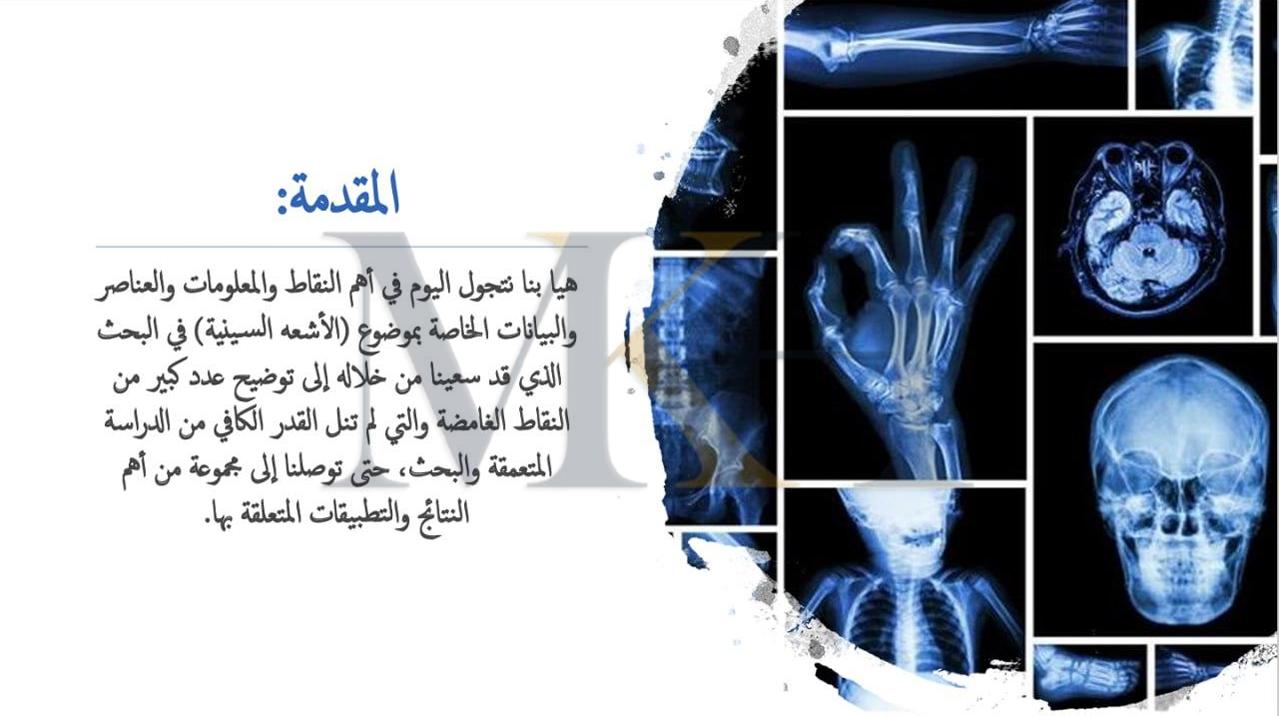 المقدمة:
هيا بنا نتجول اليوم في أهم النقاط والمعلومات والعناصر
والبيانات الخاصة بموضوع (الأشعه السينية) في البحث
الذي قد سعينا من خلاله إلى توضيح عدد كبير من
النقاط الغامضة والتي لم تنل القدر الكافي من الدراسة
المتعمقة والبحث، حتى توصلنا إلى مجموعة من أهم
النتائج والتطبيقات المتعلقة بها.